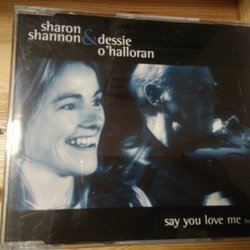 sharon
shannon & dessie
o'halloran
say you love me